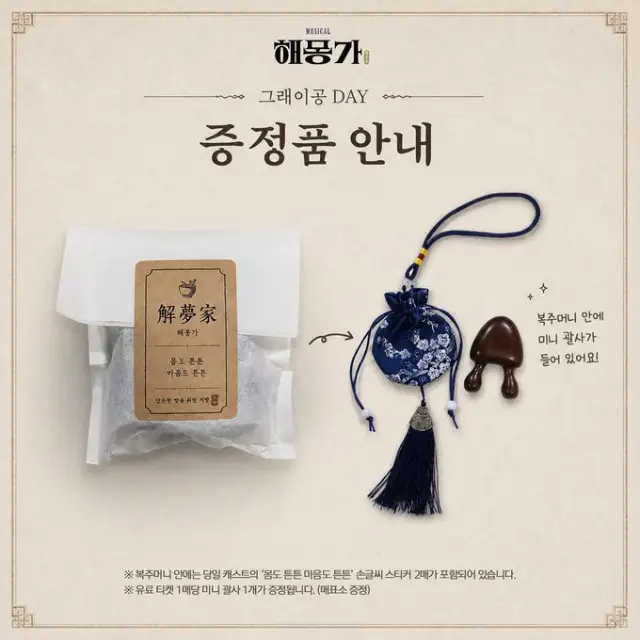 MUSICAL
해몽가
그래이공 DAY
증정품 안내
解夢家
해몽가
몸도 튼튼
마음도 튼튼
복주머니 안에
미니 괄사가
들어 있어요!
※ 복주머니 안에는 당일 캐스트의 '몸도 튼튼 마음도 튼튼' 손글씨 스티커 2매가 포함되어 있습니다.
※ 유료 티켓 1매당 미니 괄사 1개가 증정됩니다. (매표소 증정)